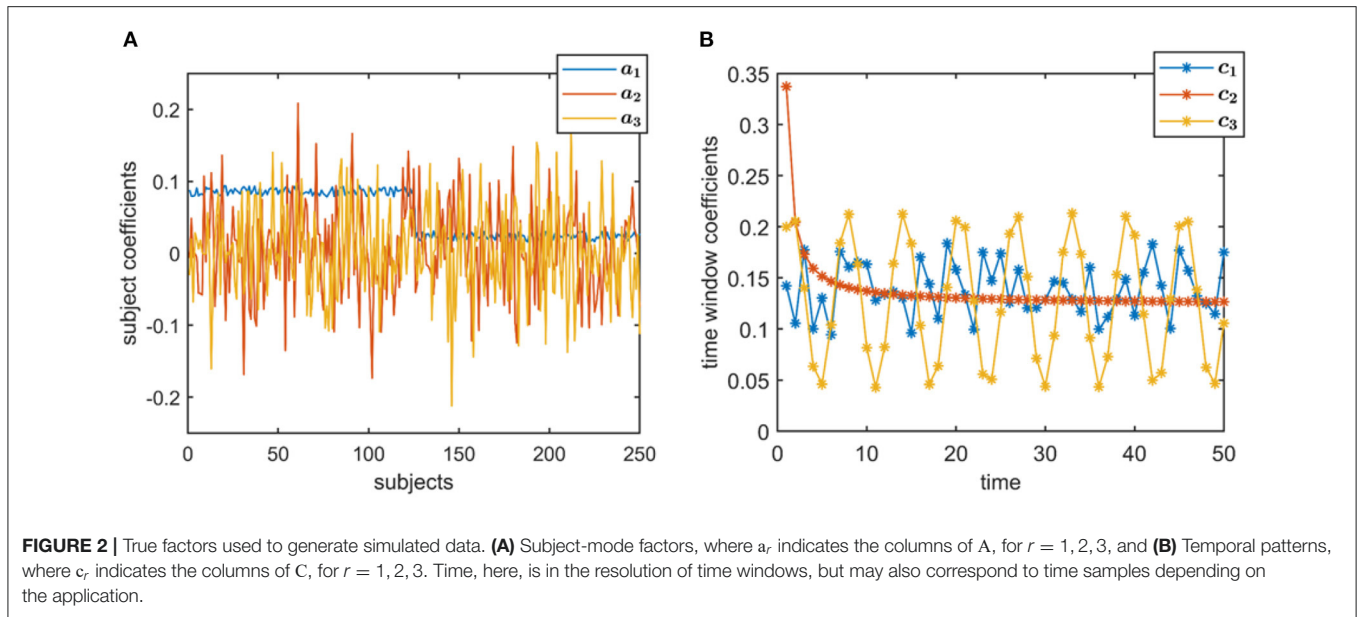 A
a₁
a₂
a₃
0.2
0.1
0
-0.1
-0.2
subject coefficients
0
50
100
150
200
250
subjects
B
c₁
c₂
c₃
0.35
0.3
0.25
0.2
0.15
0.1
0.05
0
time window coefficients
0
10
20
30
40
50
time
FIGURE 2 | True factors used to generate simulated data. (A) Subject-mode factors, where aᵣ indicates the columns of A, for r = 1, 2, 3, and (B) Temporal patterns,
where cᵣ indicates the columns of C, for r = 1, 2, 3. Time, here, is in the resolution of time windows, but may also correspond to time samples depending on
the application.